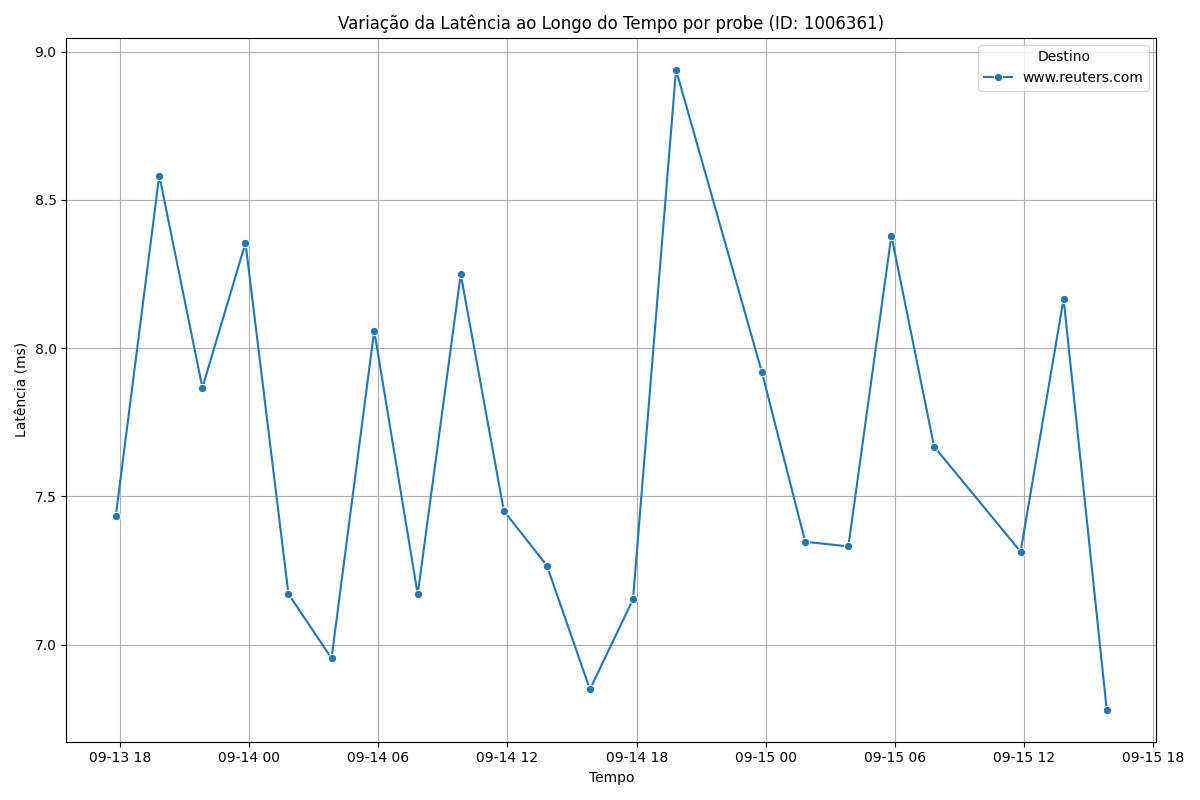 Variação da Latência ao Longo do Tempo por probe (ID: 1006361)
Destino
www.reuters.com
9.0
8.5
8.0
7.5
7.0
Latência (ms)
09-13 18
09-14 00
09-14 06
09-14 12
09-14 18
09-15 00
09-15 06
09-15 12
09-15 18
Tempo